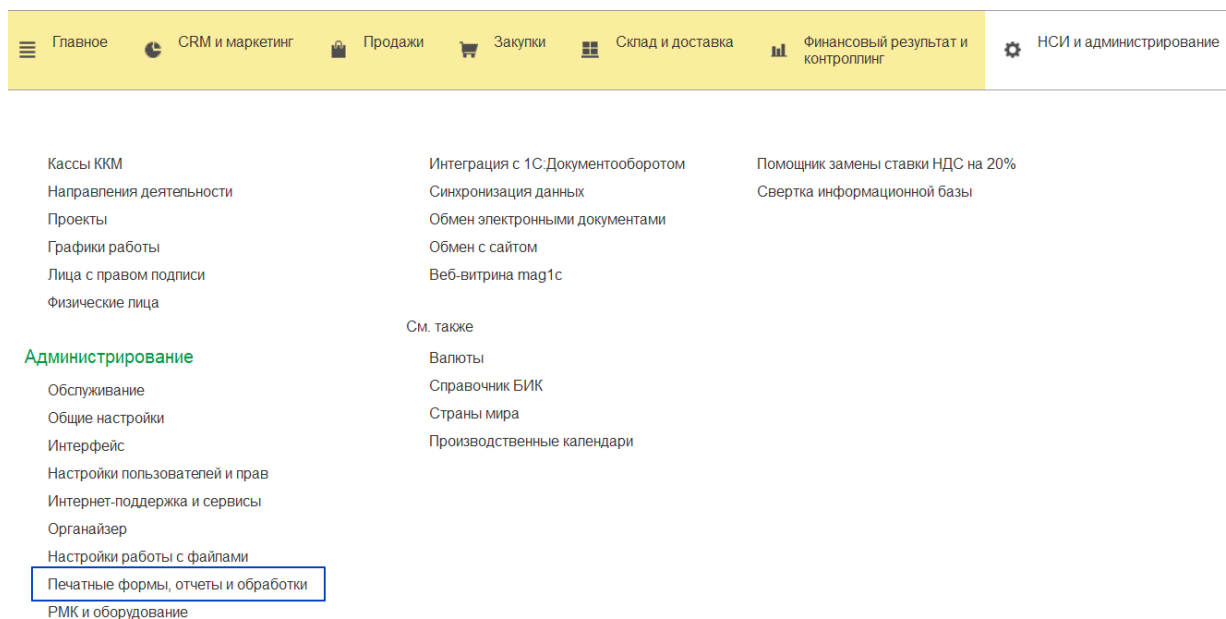 Главное
CRM и маркетинг
Продажи
Закупки
Склад и доставка
Финансовый результат и
контроллинг
НСИ и администрирование
Кассы ККМ
Направления деятельности
Проекты
Графики работы
Лица с правом подписи
Физические лица
Администрирование
Обслуживание
Общие настройки
Интерфейс
Настройки пользователей и прав
Интернет-поддержка и сервисы
Органайзер
Настройки работы с файлами
Печатные формы, отчеты и обработки
РМК и оборудование
Интеграция с 1С:Документооборотом
Синхронизация данных
Обмен электронными документами
Обмен с сайтом
Веб-витрина mag1c
См. также
Валюты
Справочник БИК
Страны мира
Производственные календари
Помощник замены ставки НДС на 20%
Свертка информационной базы